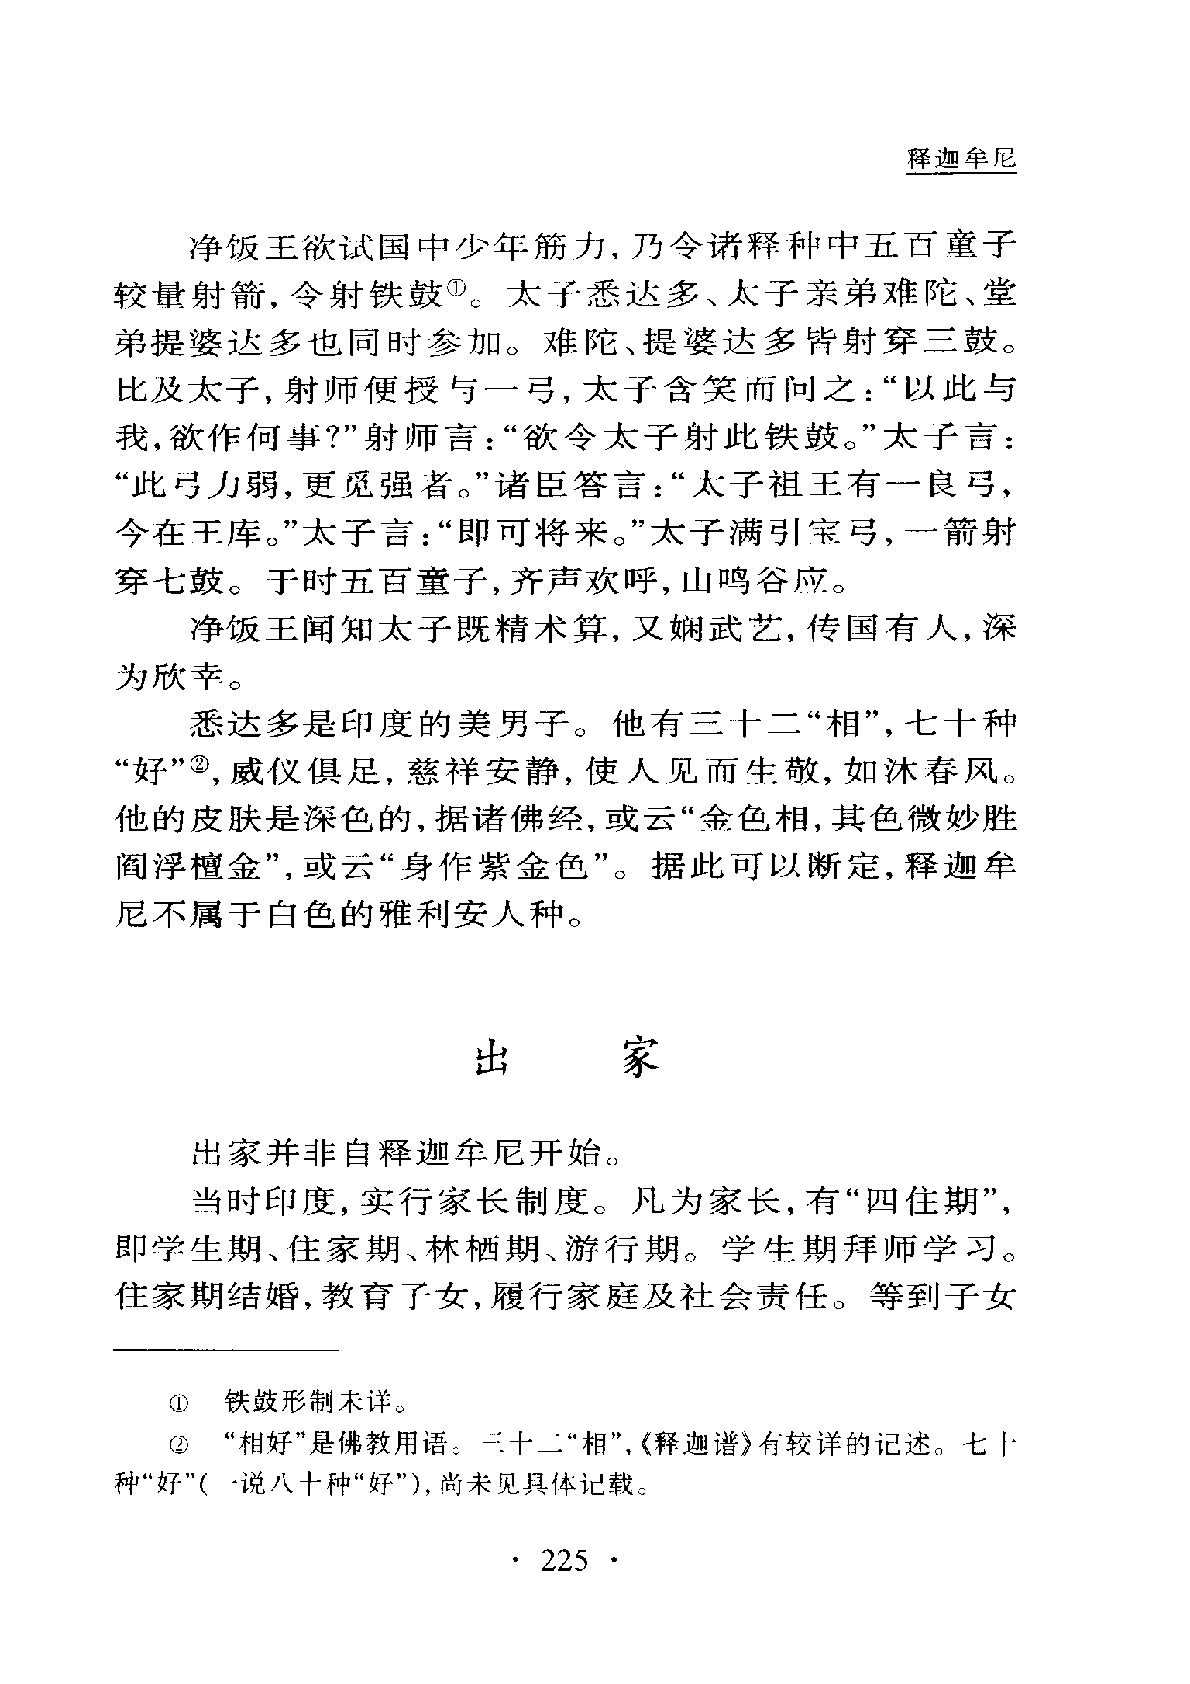 释迦牟尼
净饭王欲试国中少年筋力,乃令诸释种中五百童子
较量射箭,令射铁鼓①。太子悉达多、太子亲弟难陀、堂
弟提婆达多也同时参加。难陀、提婆达多皆射穿三鼓。
比及太子,射师便授与一弓,太子含笑而问之:“以此与
我,欲作何事?”射师言:“欲令太子射此铁鼓。”太子言:
“此弓力弱,更觅强者。”诸臣答言:“太子祖王有一良弓,
今在王库。”太子言:“即可将来。”太子满引宝弓,一箭射
穿七鼓。于时五百童子,齐声欢呼,山鸣谷应。
净饭王闻知太子既精术算,又娴武艺,传国有人,深
为欣幸。
悉达多是印度的美男子。他有三十二“相”,七十种
“好”②,威仪俱足,慈祥安静,使人见而生敬,如沐春风。
他的皮肤是深色的,据诸佛经,或云“金色相,其色微妙胜
阎浮檀金”,或云“身作紫金色”。据此可以断定,释迦牟
尼不属于白色的雅利安人种。
出 家
出家并非自释迦牟尼开始。
当时印度,实行家长制度。凡为家长,有“四住期”,
即学生期、住家期、林栖期、游行期。学生期拜师学习。
住家期结婚,教育子女,履行家庭及社会责任。等到子女
① 铁鼓形制未详。
② “相好”是佛教用语。三十二“相”,《释迦谱》有较详的记述。七十
种“好”(一说八十种“好”),尚未见具体记载。
· 225 ·